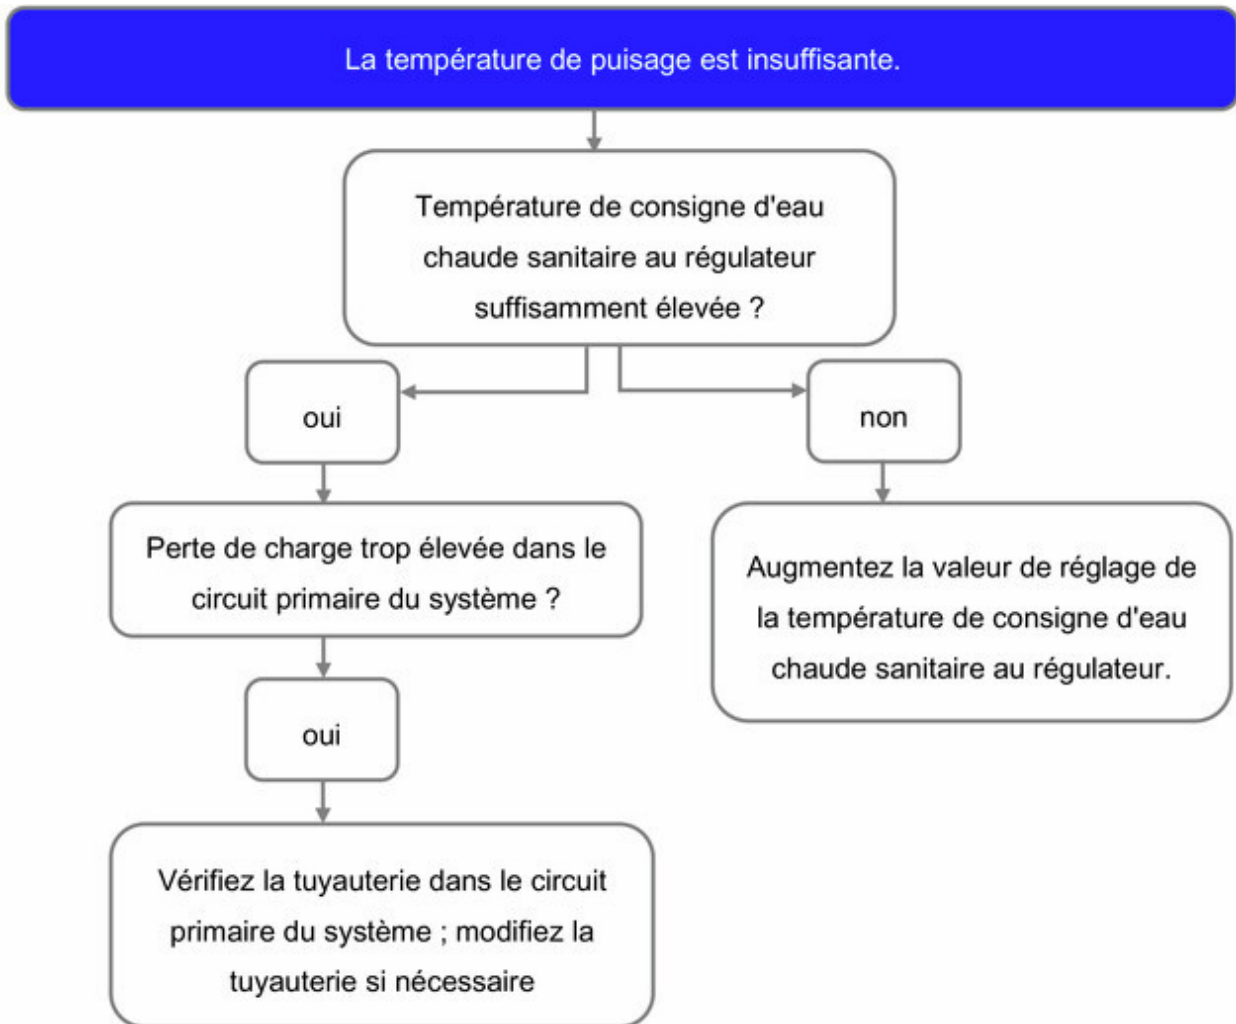 La température de puisage est insuffisante.
Température de consigne d'eau
chaude sanitaire au régulateur
suffisamment élevée ?
oui
non
Perte de charge trop élevée dans le
circuit primaire du système ?
Augmentez la valeur de réglage de
la température de consigne d'eau
chaude sanitaire au régulateur.
oui
Vérifiez la tuyauterie dans le circuit
primaire du système ; modifiez la
tuyauterie si nécessaire